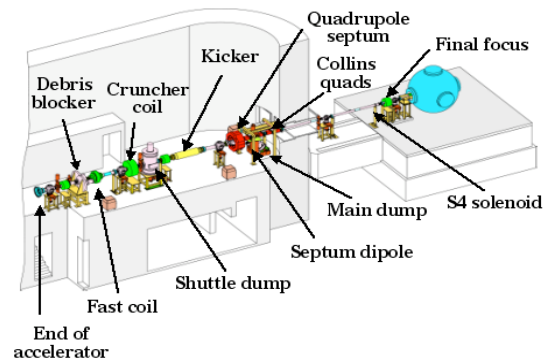 Quadrupole
septum
Final focus
Kicker
Collins
quads
Debris
blocker
Cruncher
coil
Main dump
S4 solenoid
Septum dipole
Shuttle dump
Fast coil
End of
accelerator